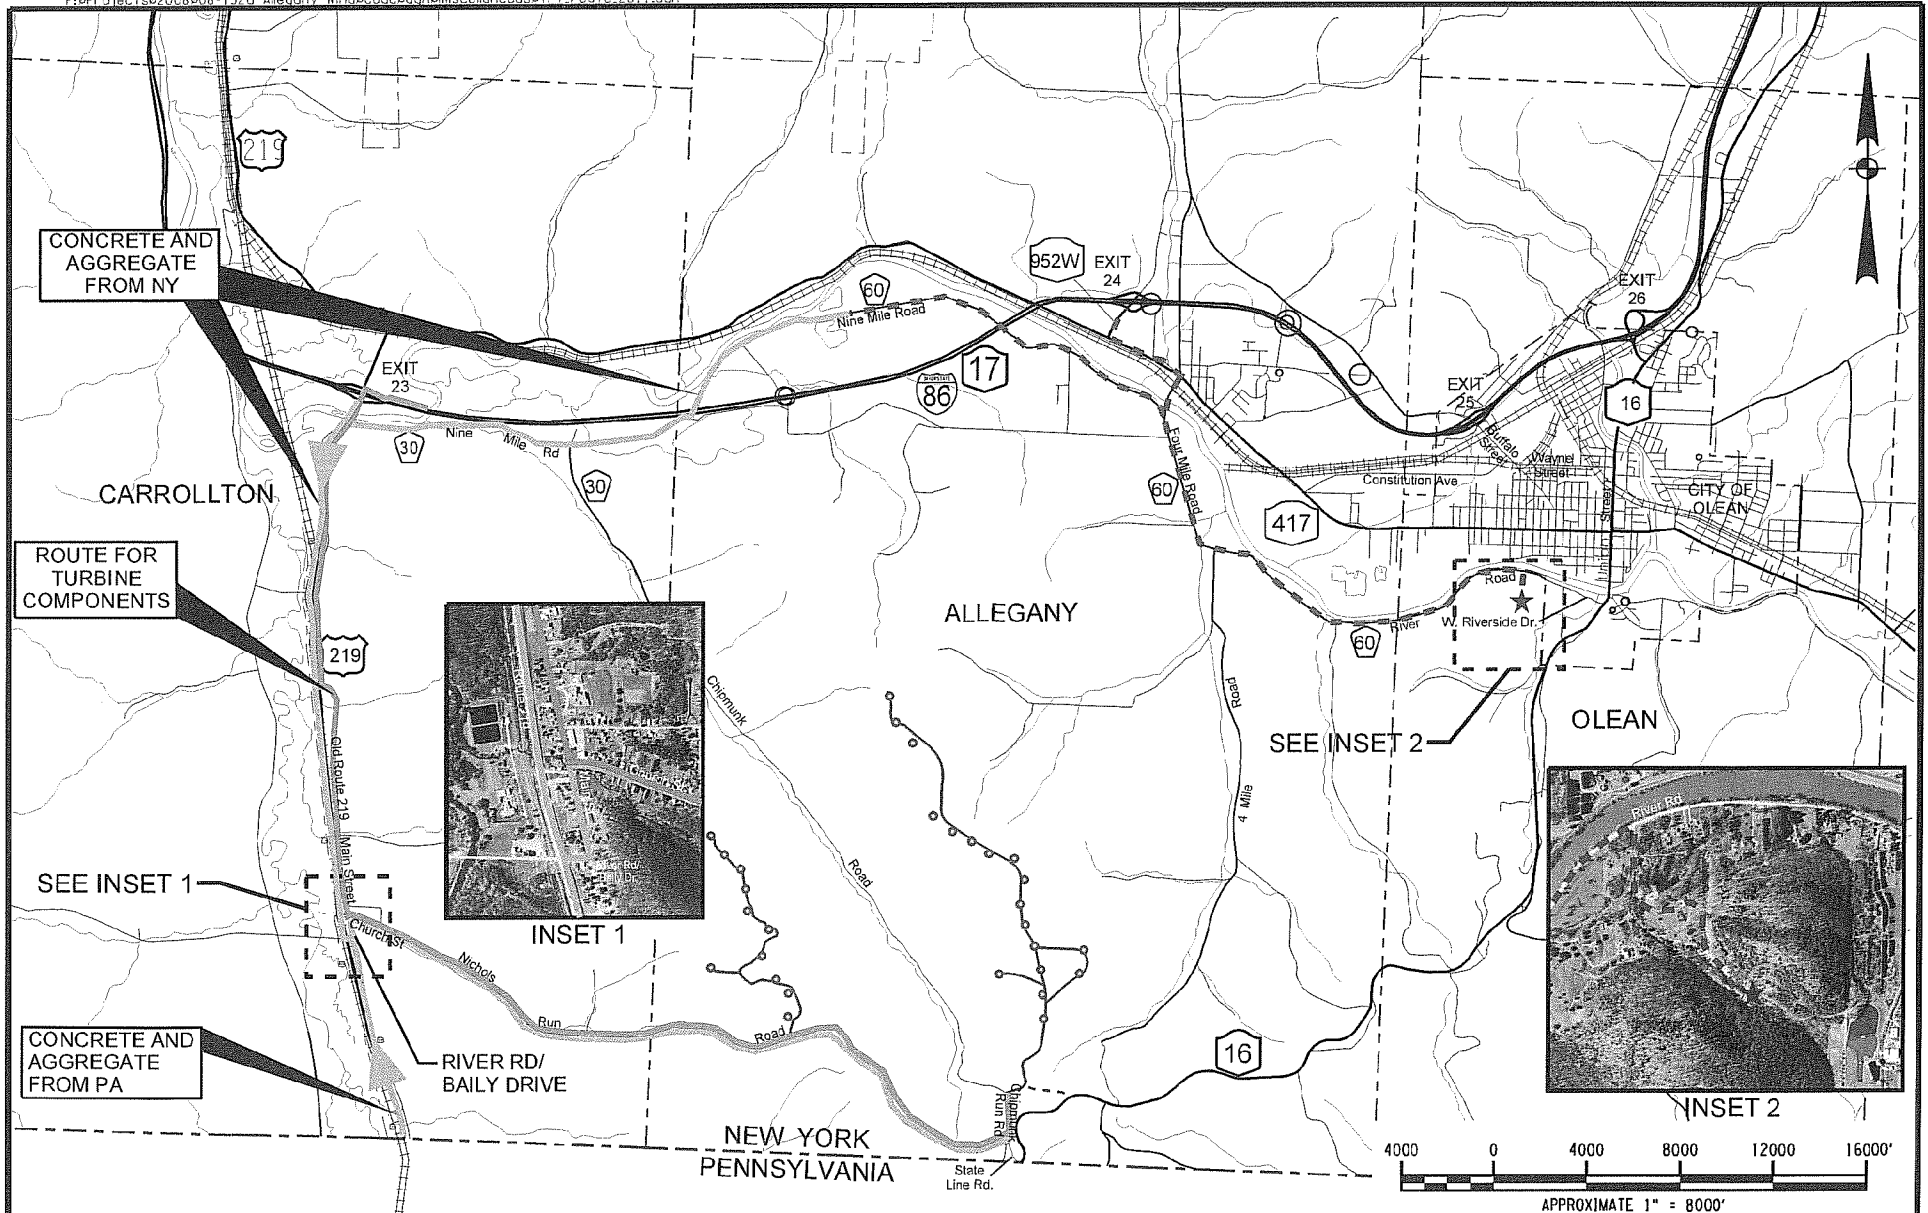 219
CONCRETE AND
AGGREGATE
FROM NY
952W
EXIT
24
60
Nine Mile Road
EXIT
26
17
INTERSTATE
86
EXIT
23
EXIT
25
16
Nine
Mile
Rd
30
30
Buffalo
Street
Wayne
Street
Constitution Ave
Street
CITY OF
OLEAN
CARROLLTON
Four Mile Road
60
417
ROUTE FOR
TURBINE
COMPONENTS
219
ALLEGANY
Road
River
60
W. Riverside Dr.
Chipmunk
Road
Road
4 Mile
SEE INSET 2
OLEAN
Old Route 219
Main Street
River Rd
SEE INSET 1
Main St
River Rd/
Baily Dr.
INSET 1
Church St
Nichols
Run
Road
CONCRETE AND
AGGREGATE
FROM PA
RIVER RD/
BAILY DRIVE
16
Chipmunk
Run Rd
INSET 2
NEW YORK
PENNSYLVANIA
State
Line Rd.
4000 0 4000 8000 12000 16000'
APPROXIMATE 1" = 8000'